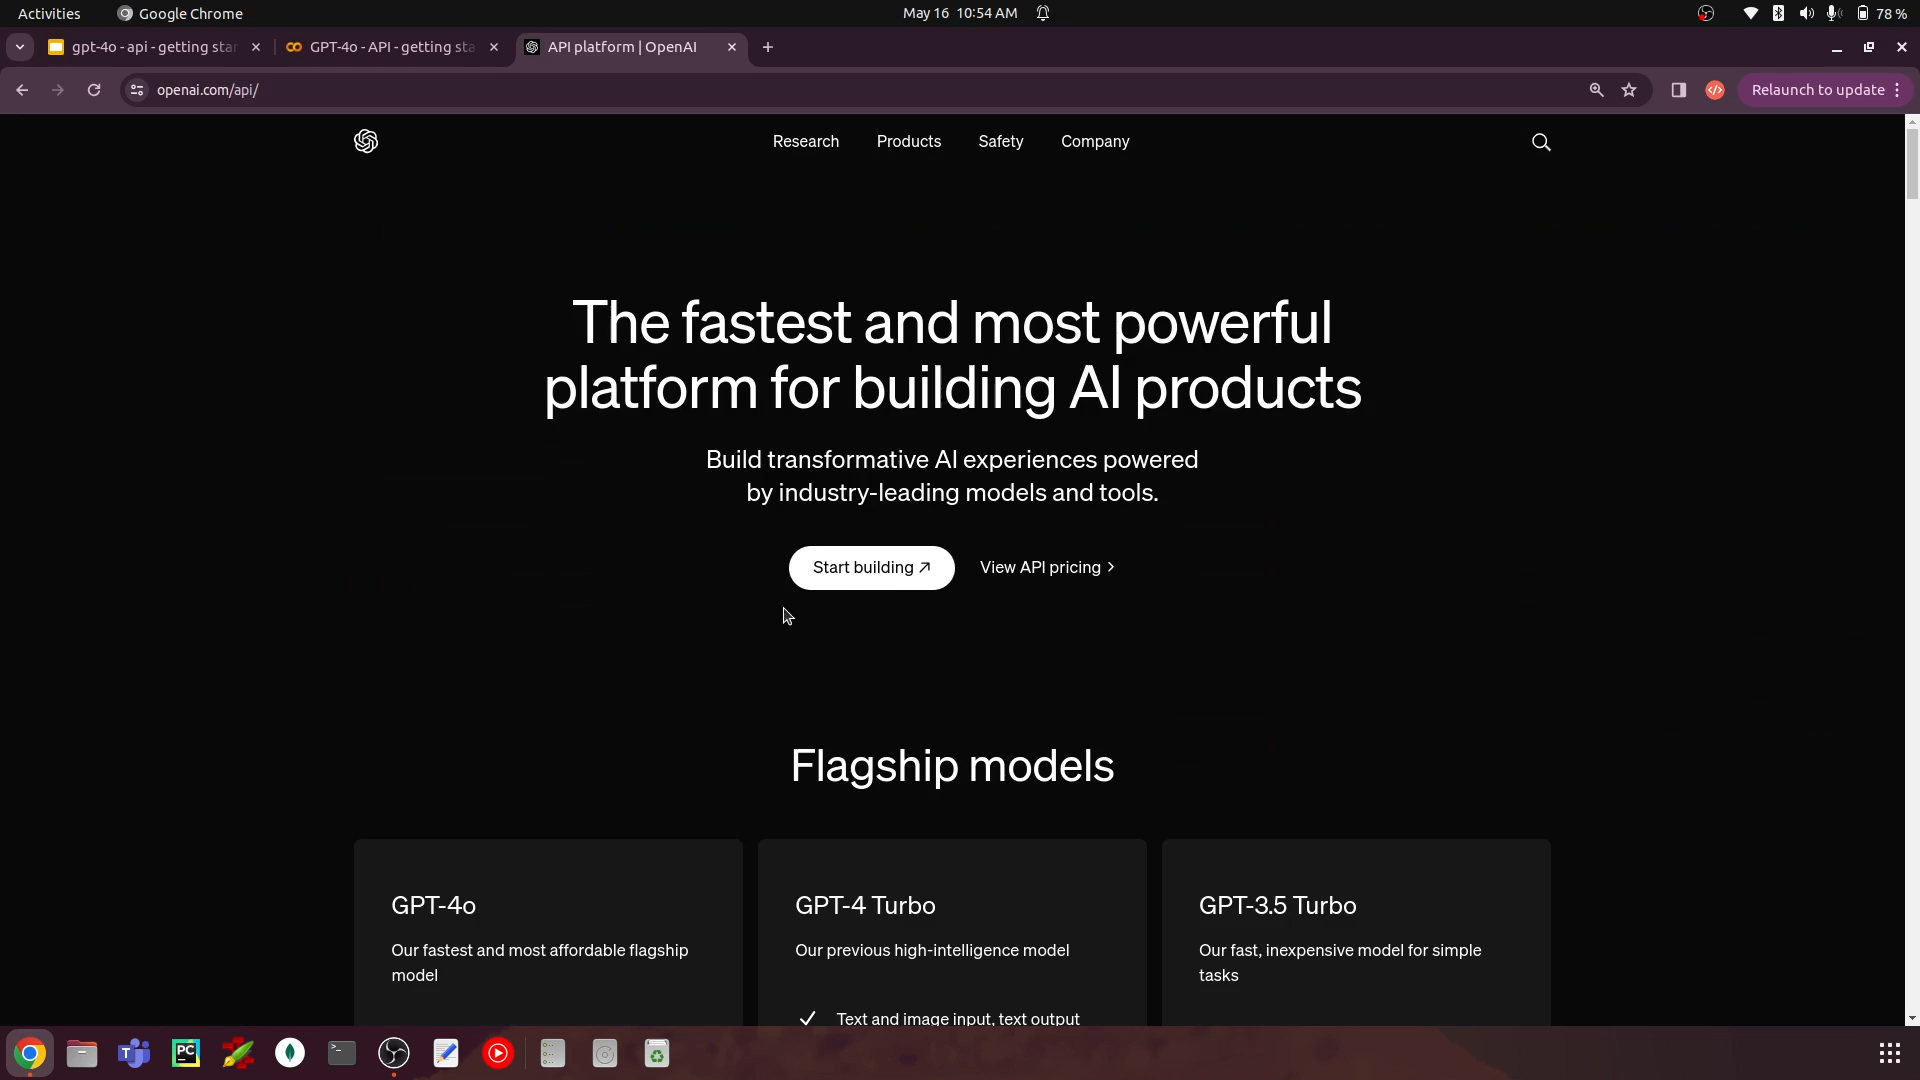 Activities
Google Chrome
May 16 10:54 AM
78 %
gpt-4o - api - getting star
GPT-4o - API - getting sta
API platform | OpenAI
openai.com/api/
Relaunch to update
Research
Products
Safety
Company
The fastest and most powerful
platform for building AI products
Build transformative AI experiences powered
by industry-leading models and tools.
Start building ↗
View API pricing >
Flagship models
GPT-4o
Our fastest and most affordable flagship
model
GPT-4 Turbo
Our previous high-intelligence model
Text and image input, text output
GPT-3.5 Turbo
Our fast, inexpensive model for simple
tasks
PC